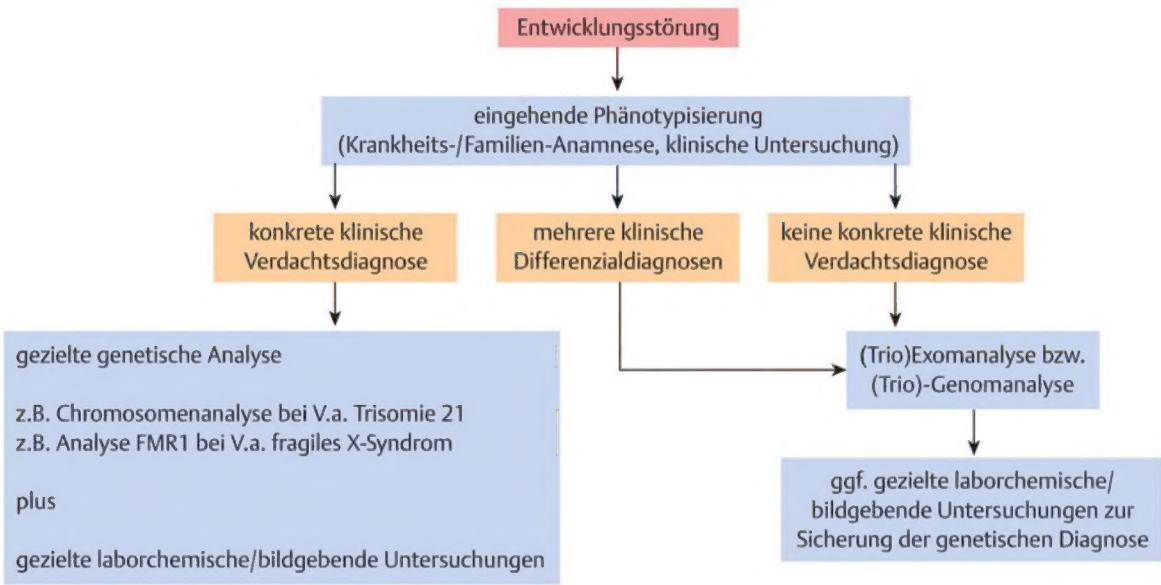 Entwicklungsstörung
eingehende Phänotypisierung
(Krankheits-/Familien-Anamnese, klinische Untersuchung)
konkrete klinische
Verdachtsdiagnose
mehrere klinische
Differenzialdiagnosen
keine konkrete klinische
Verdachtsdiagnose
gezielte genetische Analyse
z.B. Chromosomenanalyse bei V.a. Trisomie 21
z.B. Analyse FMR1 bei V.a. fragiles X-Syndrom
plus
gezielte laborchemische/bildgebende Untersuchungen
(Trio)Exomanalyse bzw.
(Trio)-Genomanalyse
ggf. gezielte laborchemische/
bildgebende Untersuchungen zur
Sicherung der genetischen Diagnose